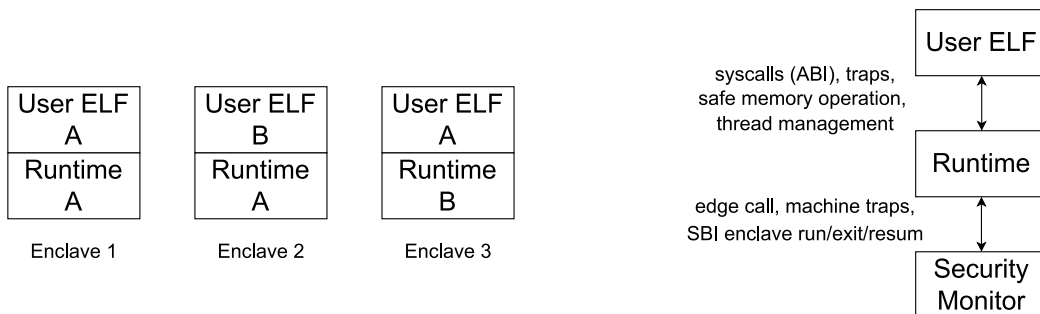 User ELF
A
Runtime
A
Enclave 1
User ELF
B
Runtime
A
Enclave 2
User ELF
A
Runtime
B
Enclave 3
User ELF
syscalls (ABI), traps,
safe memory operation,
thread management
Runtime
edge call, machine traps,
SBI enclave run/exit/resum
Security
Monitor